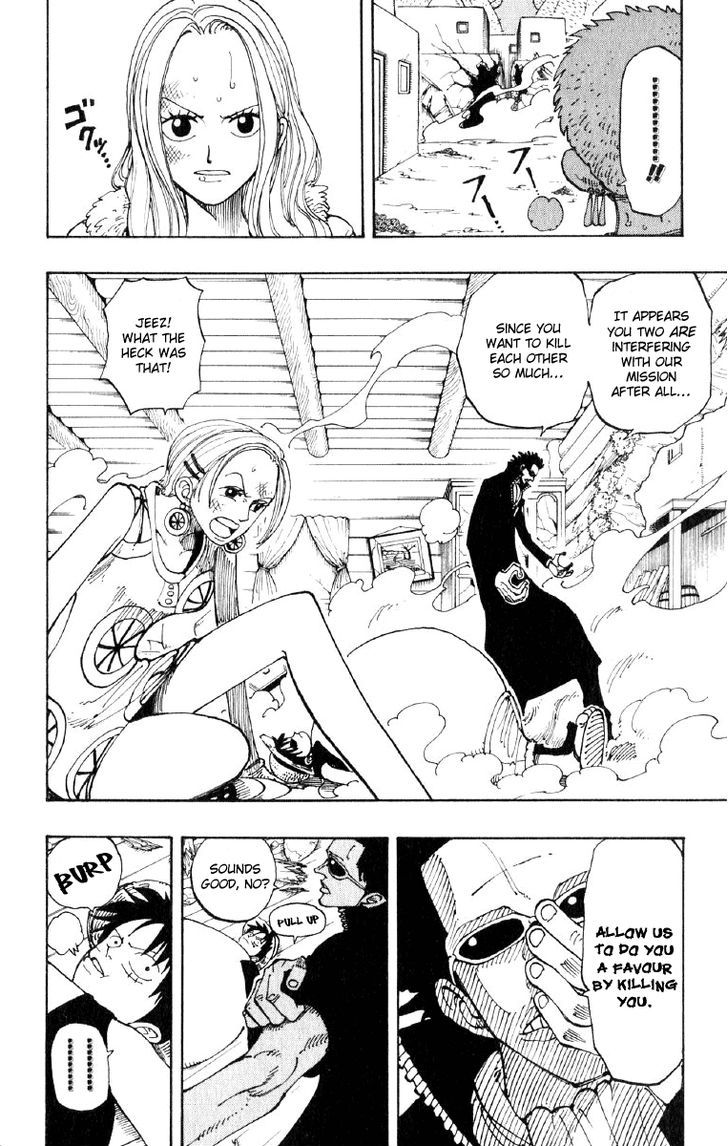 ‼
フ…
フ…
ゴクッ…
IT APPEARS
YOU TWO ARE
INTERFERING
WITH OUR
MISSION
AFTER ALL...
SINCE YOU
WANT TO KILL
EACH OTHER
SO MUCH...
JEEZ!
WHAT THE
HECK WAS
THAT!
ALLOW US
TO DO YOU
A FAVOUR
BY KILLING
YOU.
SOUNDS
GOOD, NO?
PULL UP
BURP